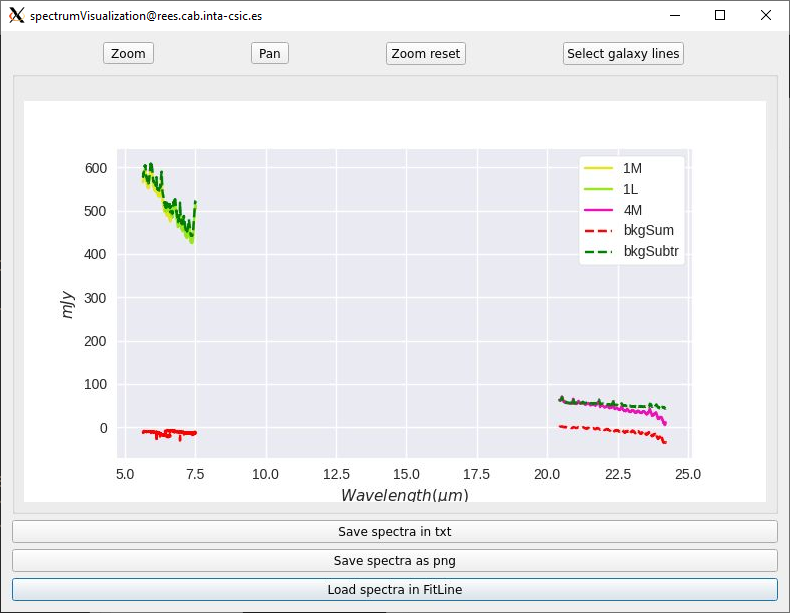 spectrumVisualization@rees.cab.inta-csic.es
Zoom
Pan
Zoom reset
Select galaxy lines
1M
1L
4M
bkgSum
bkgSubtr
600
500
400
300
200
100
0
mJy
5.0 7.5 10.0 12.5 15.0 17.5 20.0 22.5 25.0
Wavelength(μm)
Save spectra in txt
Save spectra as png
Load spectra in FitLine